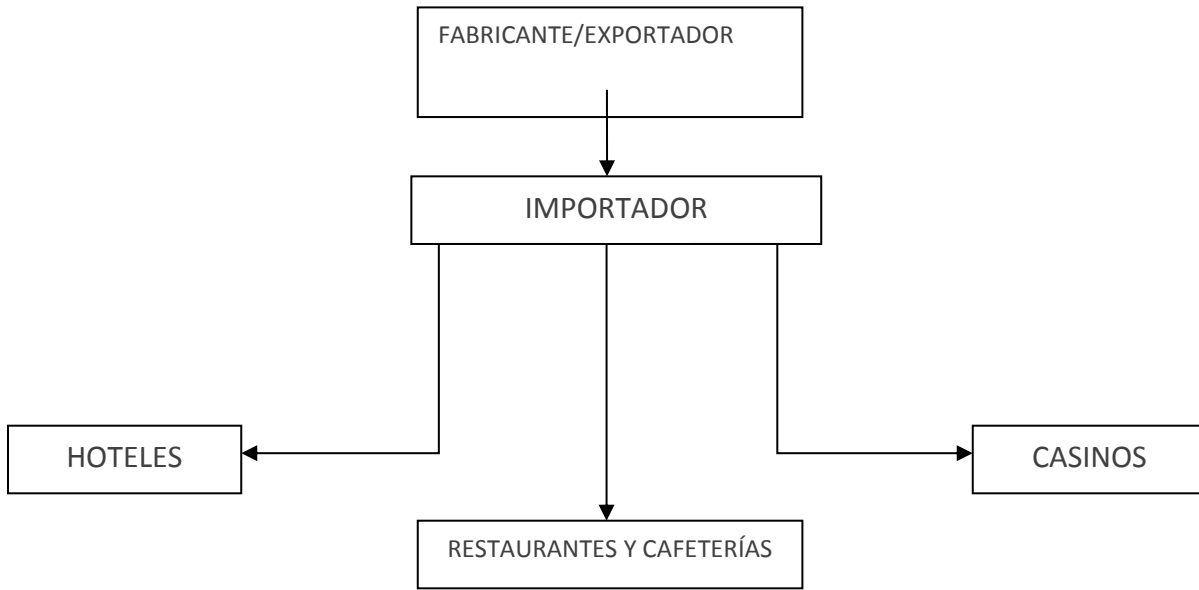 FABRICANTE/EXPORTADOR
IMPORTADOR
HOTELES
CASINOS
RESTAURANTES Y CAFETERÍAS